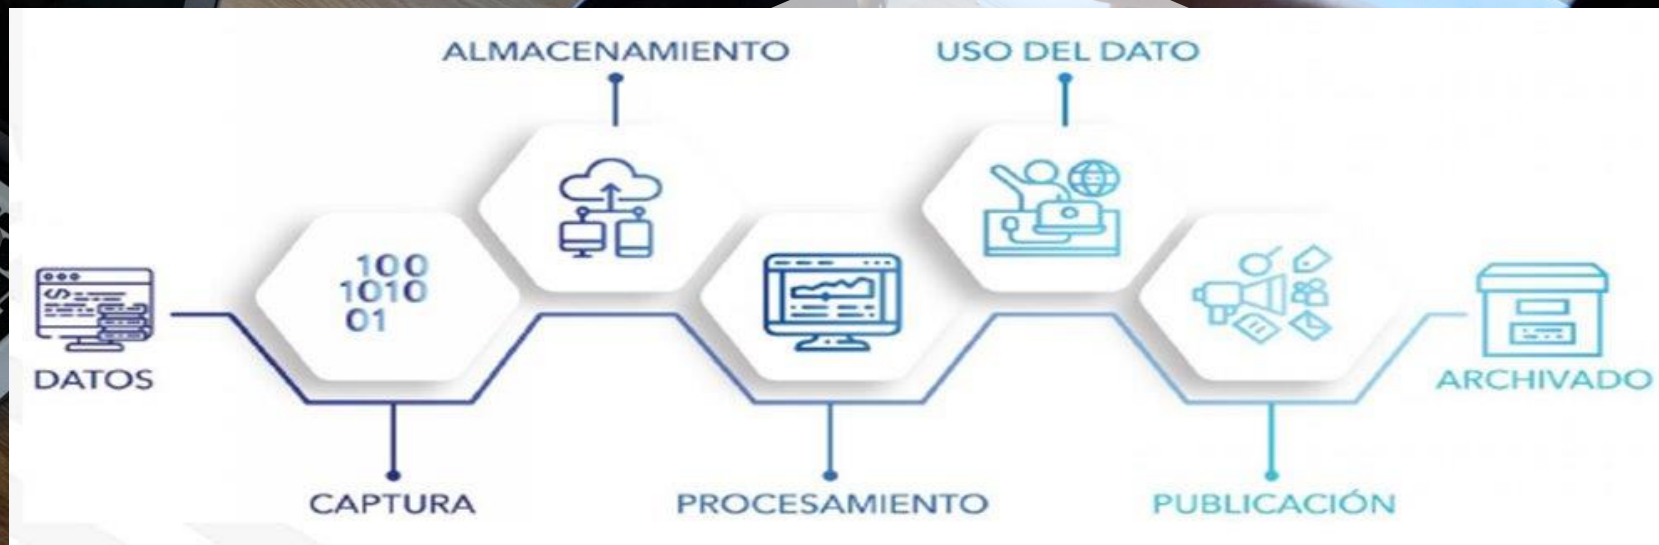 ALMACENAMIENTO
USO DEL DATO
100
1010
01
DATOS
ARCHIVADO
CAPTURA
PROCESAMIENTO
PUBLICACIÓN